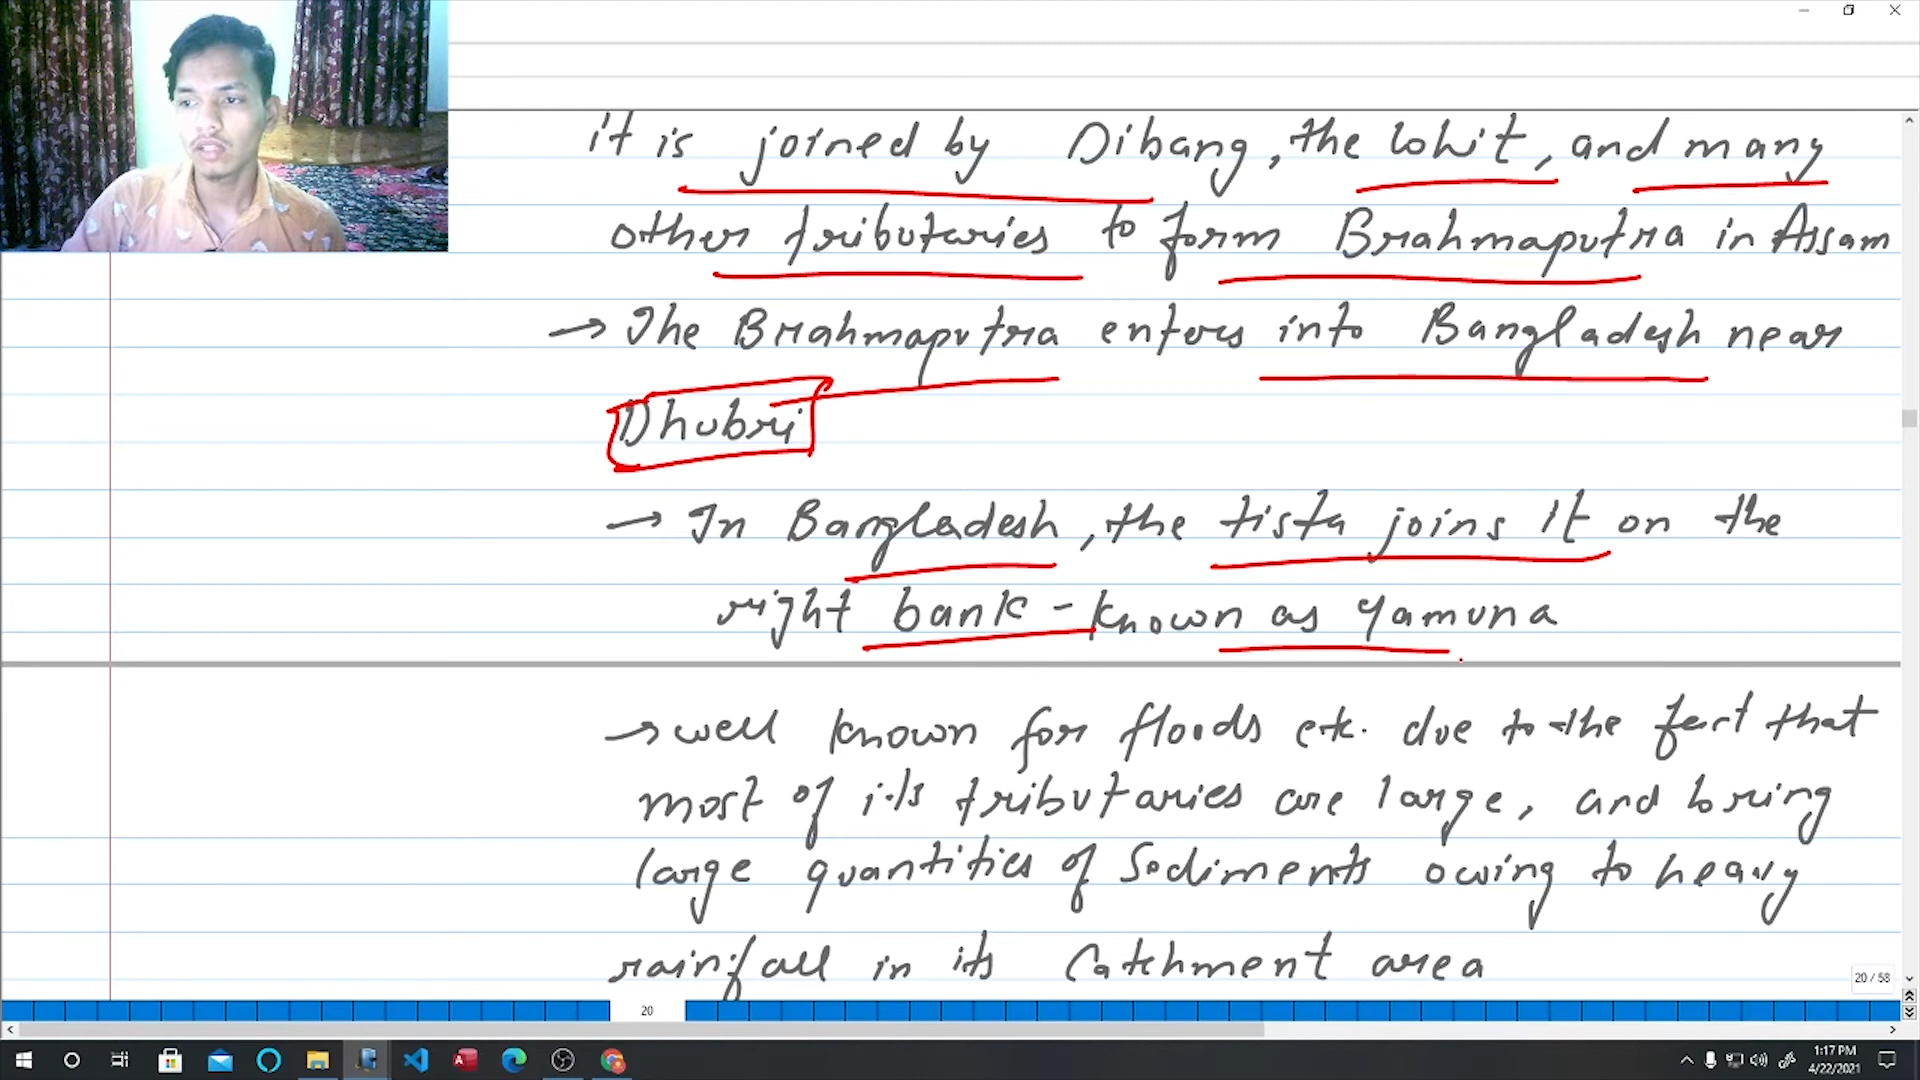 it is joined by Dibang, the lohit, and many
other tributaries to form Brahmaputra in Assam
→ The Brahmaputra enters into Bangladesh near
Dhubri
→ In Bangladesh, the tista joins It on the
right bank - known as Yamuna
→ well known for floods etc. due to the fact that
most of its tributaries are large, and bring
large quantities of Sediments owing to heavy
rainfall in its Catchment area
20 / 58
20
1:17 PM
4/22/2021